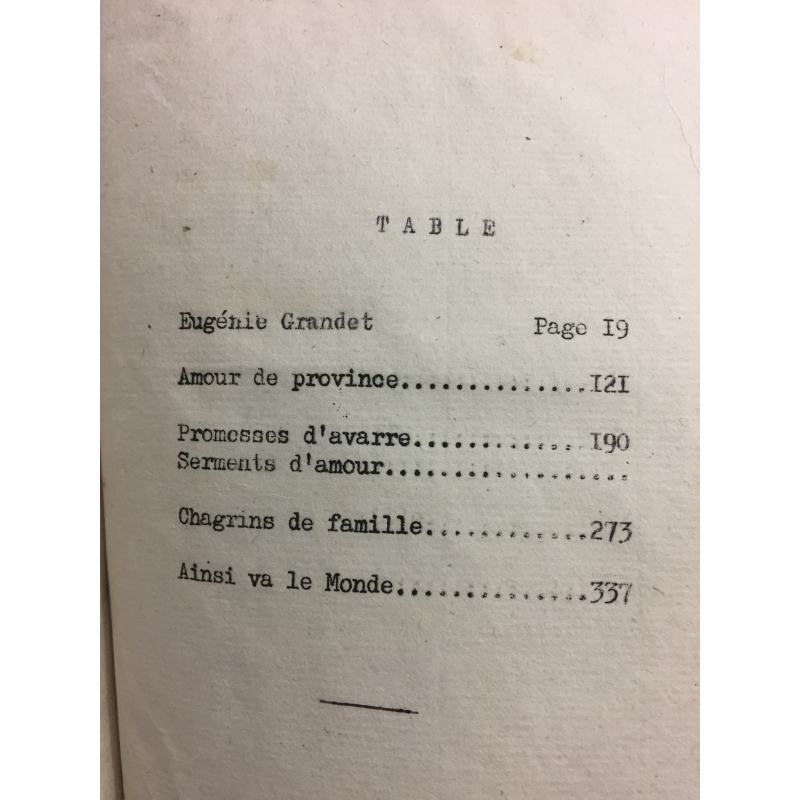 TABLE
Eugénie Grandet Page I9
Amour de province..............I2I
Promesses d'avarre............I90
Serments d'amour..................
Chagrins de famille............273
Ainsi va le Monde..............337